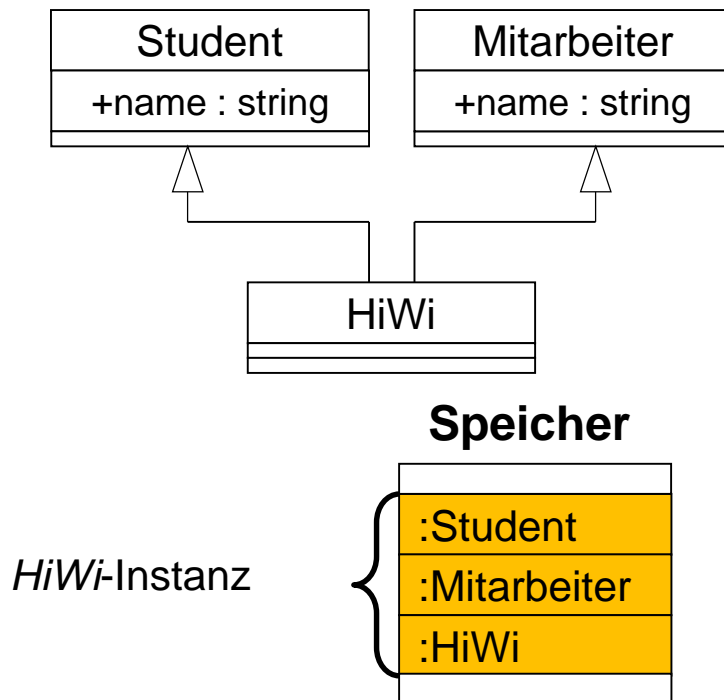 Student
Mitarbeiter
+name : string
+name : string
HiWi
Speicher
:Student
HiWi-Instanz
:Mitarbeiter
:HiWi